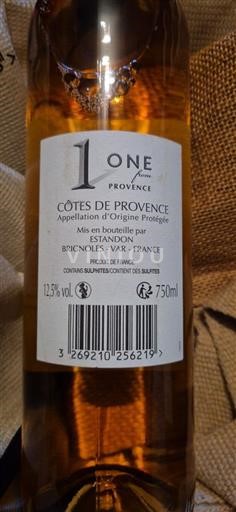 1 ONE
from
PROVENCE
CÔTES DE PROVENCE
Appellation d'Origine Protégée
Mis en bouteille par
ESTANDON
BRIGNOLES - VAR - FRANCE
VINVDU
PRODUIT DE FRANCE
CONTAINS SULPHITES/CONTIENT DES SULFITES
12,5% vol. 750ml
3 269210 256219 >